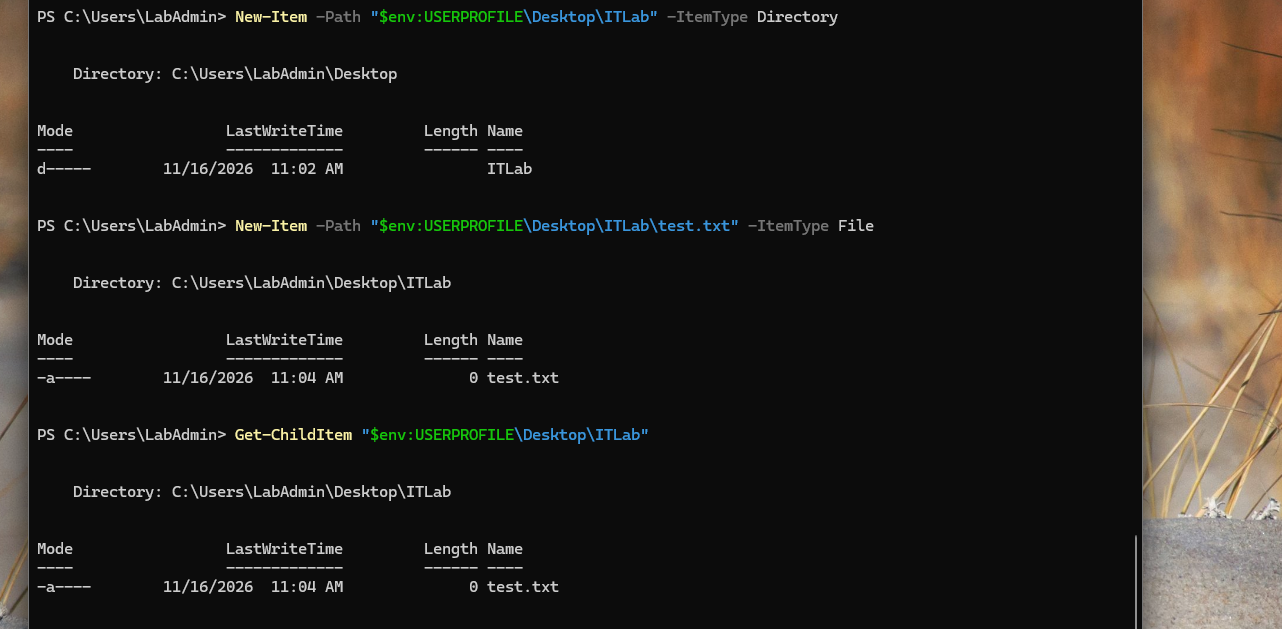 PS C:\Users\LabAdmin> New-Item -Path "$env:USERPROFILE\Desktop\ITLab" -ItemType Directory
Directory: C:\Users\LabAdmin\Desktop
Mode LastWriteTime Length Name
---- ------------- ------ ----
d----- 11/16/2026 11:02 AM ITLab
PS C:\Users\LabAdmin> New-Item -Path "$env:USERPROFILE\Desktop\ITLab\test.txt" -ItemType File
Directory: C:\Users\LabAdmin\Desktop\ITLab
Mode LastWriteTime Length Name
---- ------------- ------ ----
-a---- 11/16/2026 11:04 AM 0 test.txt
PS C:\Users\LabAdmin> Get-ChildItem "$env:USERPROFILE\Desktop\ITLab"
Directory: C:\Users\LabAdmin\Desktop\ITLab
Mode LastWriteTime Length Name
---- ------------- ------ ----
-a---- 11/16/2026 11:04 AM 0 test.txt